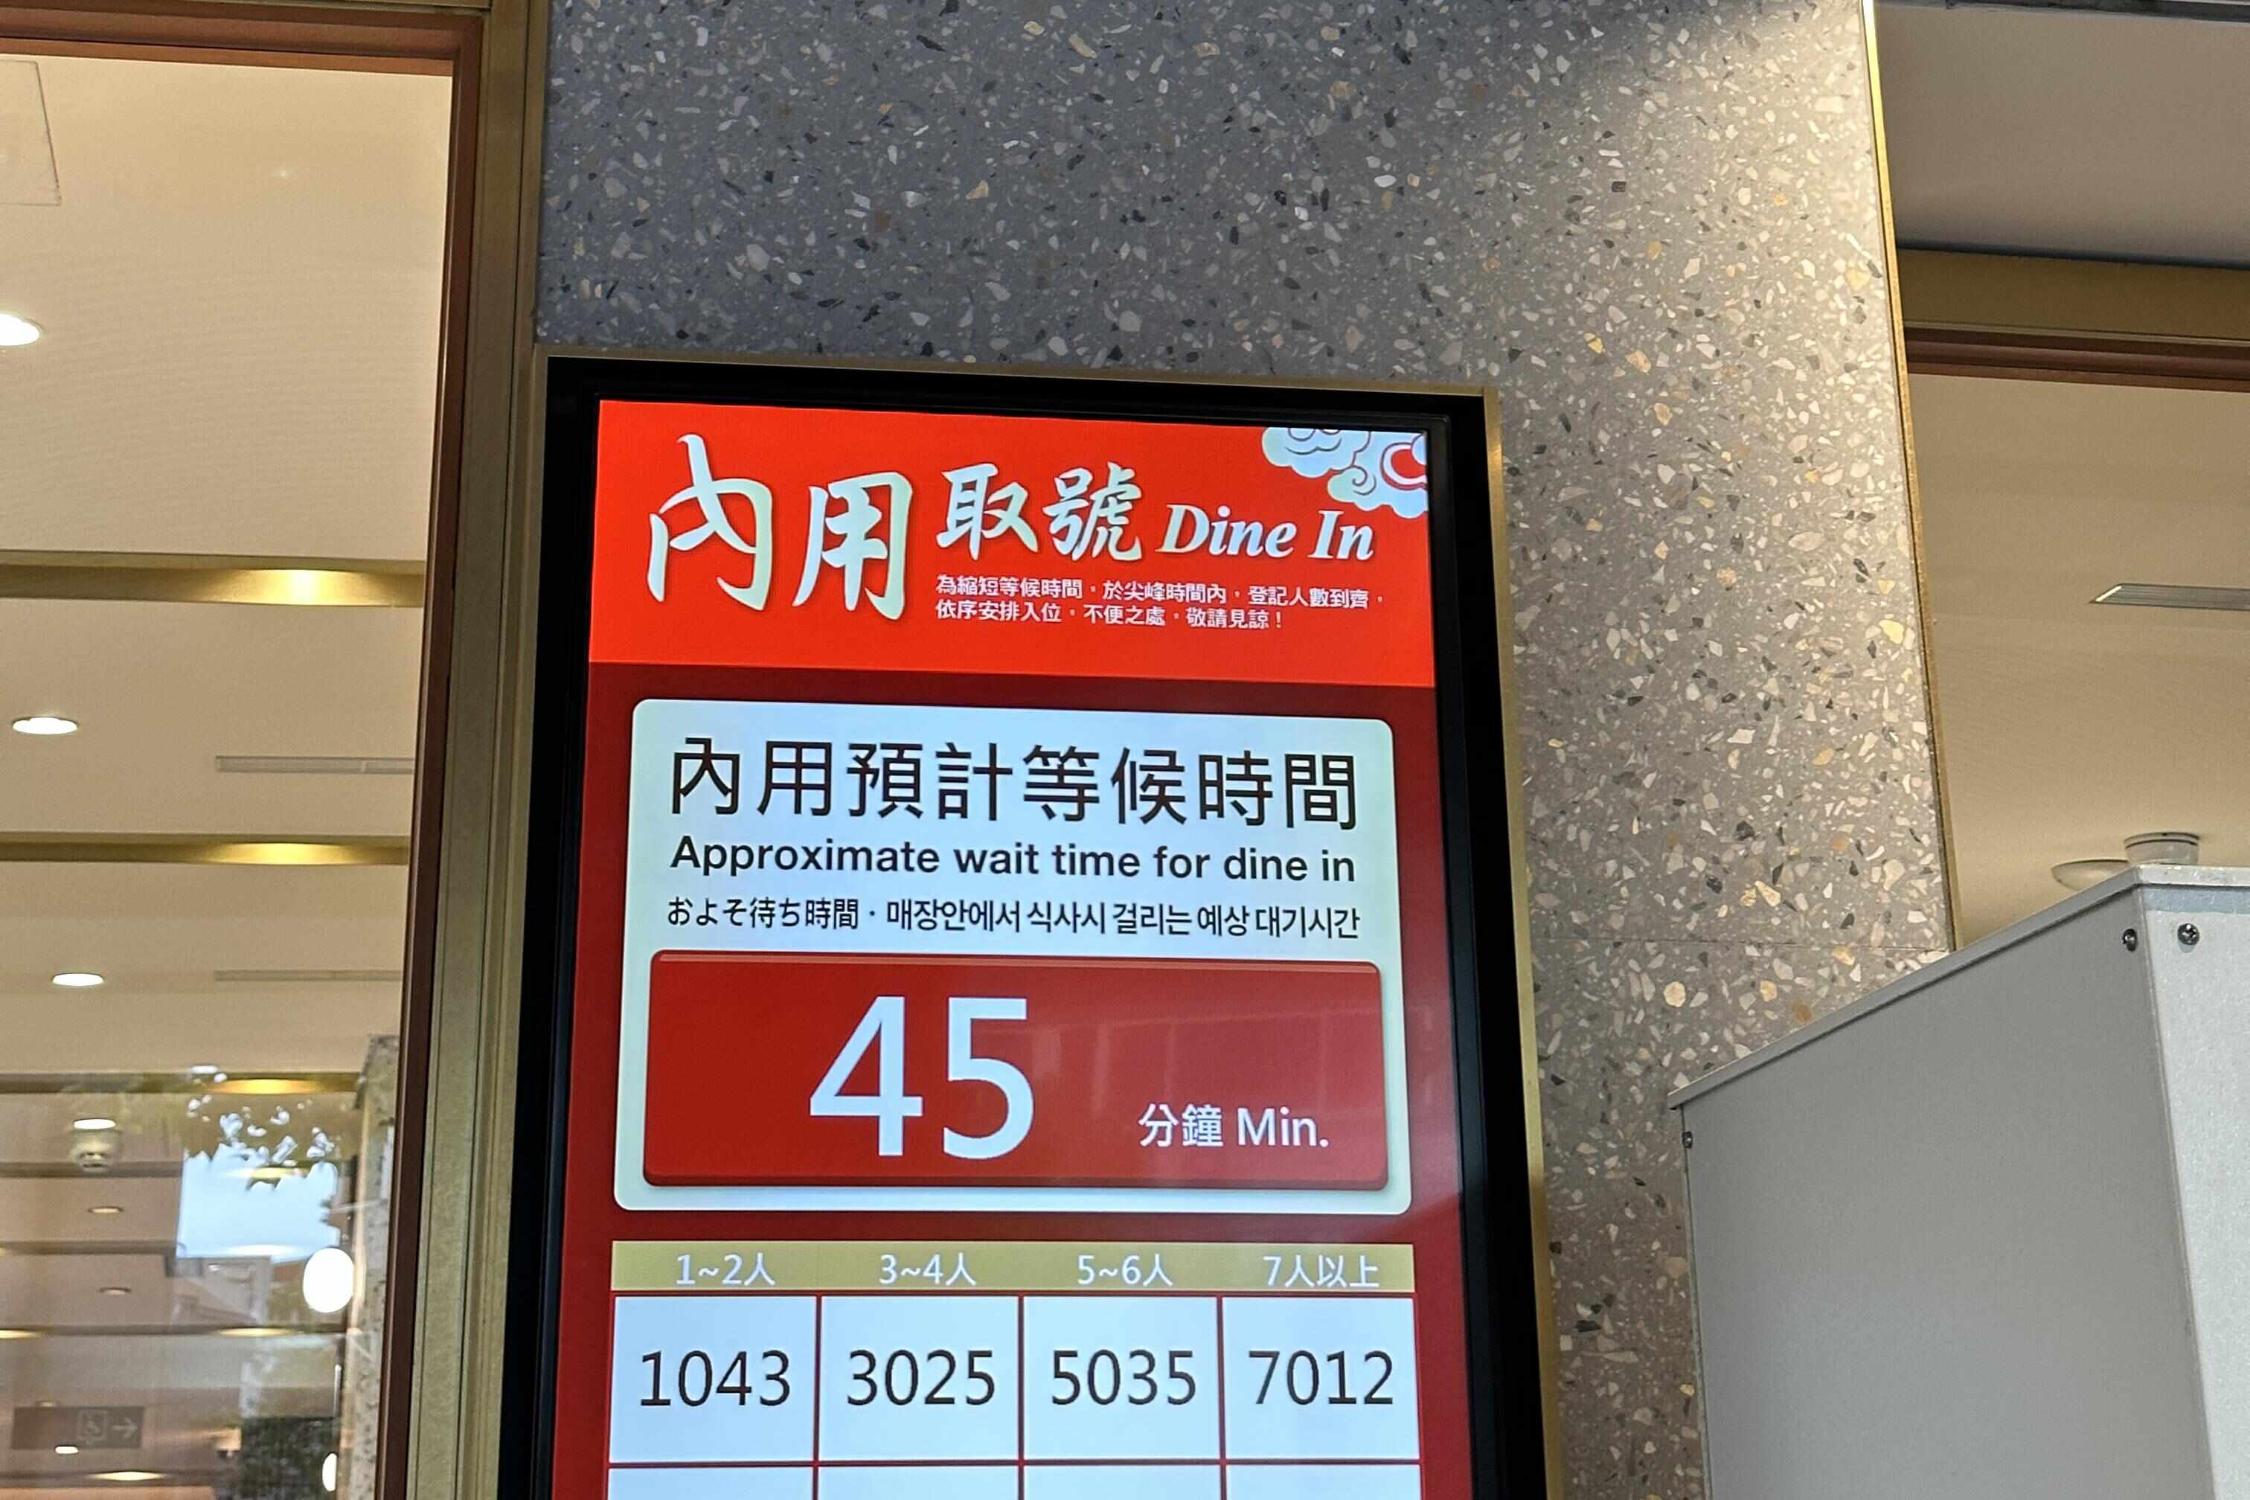 內用取號 Dine In
為縮短等候時間，於尖峰時間內，登記人數到齊，
依序安排入位，不便之處，敬請見諒！
內用預計等候時間
Approximate wait time for dine in
およそ待ち時間・매장안에서 식사시 걸리는 예상 대기시간
45 分鐘 Min.
1~2人 3~4人 5~6人 7人以上
1043 3025 5035 7012